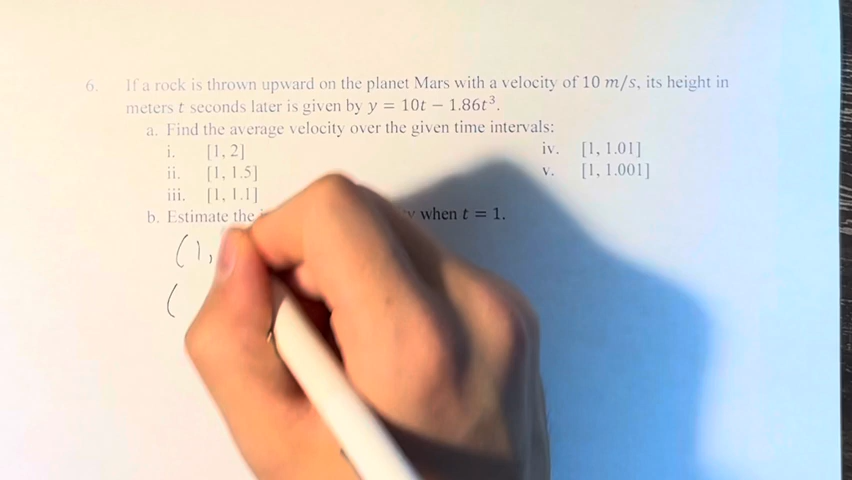 6. If a rock is thrown upward on the planet Mars with a velocity of 10 m/s, its height in
meters t seconds later is given by y = 10t − 1.86t³.
a. Find the average velocity over the given time intervals:
i. [1, 2]
ii. [1, 1.5]
iii. [1, 1.1]
iv. [1, 1.01]
v. [1, 1.001]
b. Estimate the when t = 1.
(1,
(